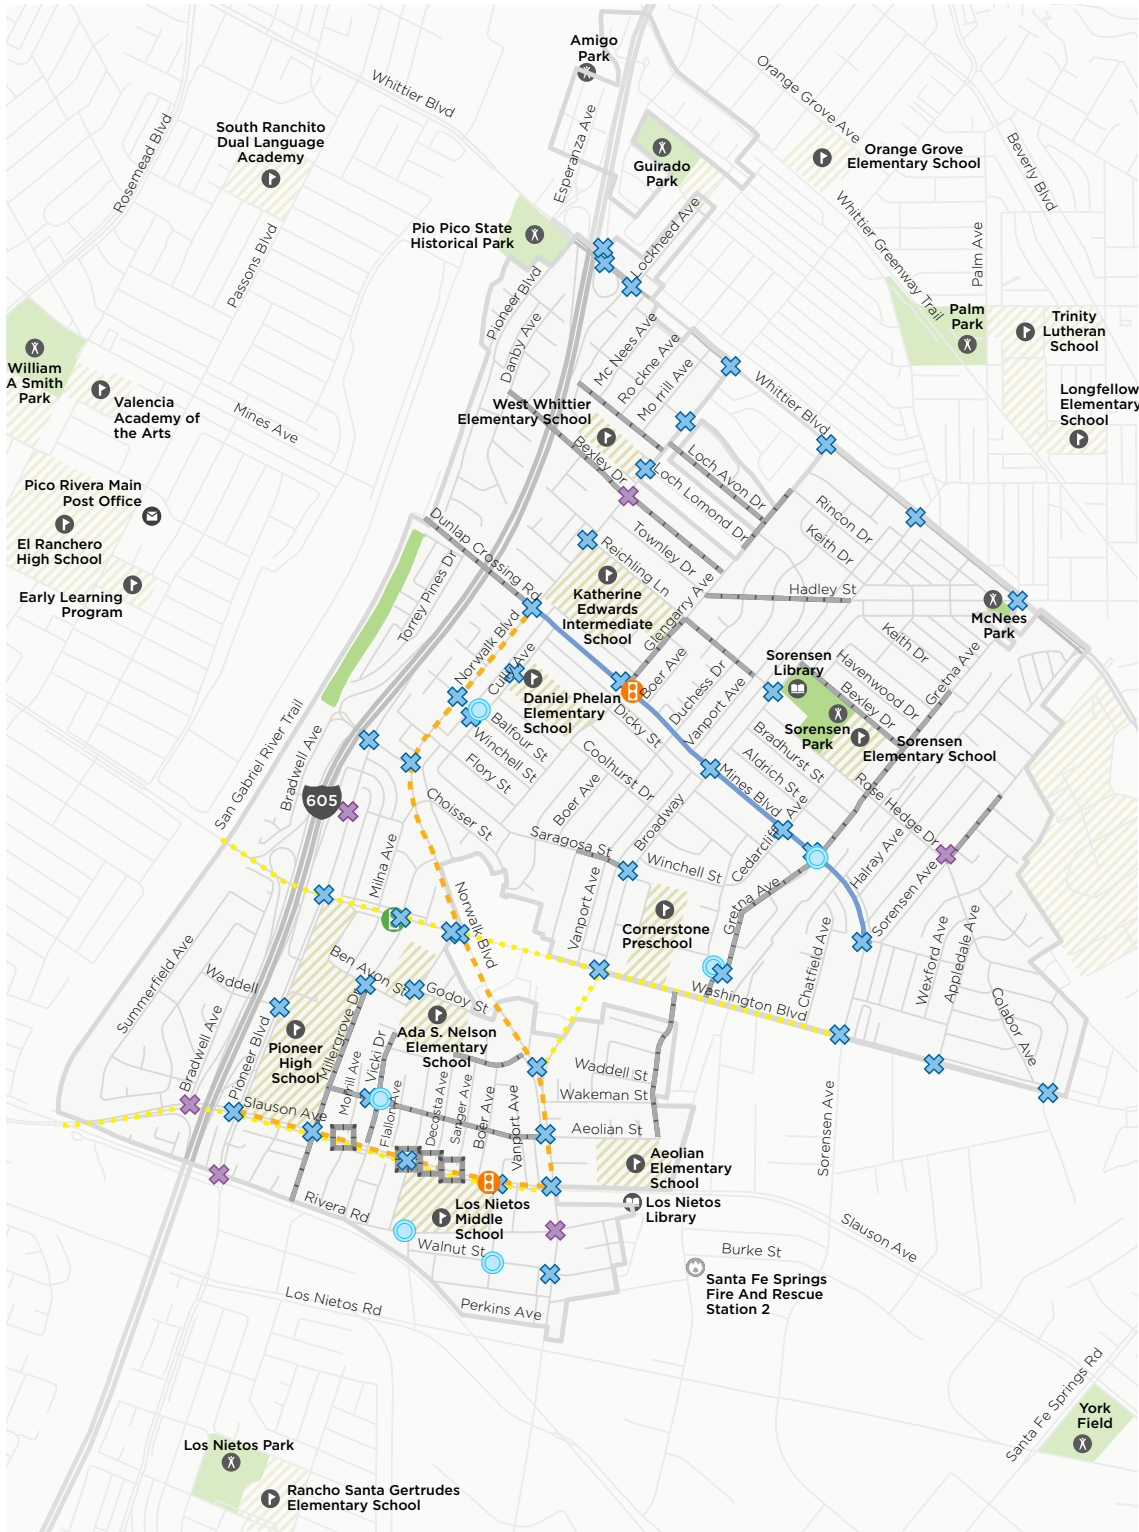 Amigo
Park
Whittier Blvd
Orange Grove Ave
Rosemead Blvd
South Ranchito
Dual Language
Academy
Esperanza Ave
Guirado
Park
Orange Grove
Elementary School
Beverly Blvd
Passons Blvd
Pio Pico State
Historical Park
Lockheed Ave
Whittier Greenway Trail
Palm Ave
Pioneer Blvd
Danby Ave
Palm
Park
Trinity
Lutheran
School
William
A Smith
Park
Valencia
Academy of
the Arts
Mines Ave
Mc Nees Ave
Ro ckne Ave
Mo rrill Ave
Whittier Blvd
Longfellow
Elementary
School
West Whittier
Elementary School
Bexley Dr
Loch Avon Dr
Loch Lomond Dr
Pico Rivera Main
Post Office
El Ranchero
High School
Early Learning
Program
Dunlap Crossing Rd
Townley Dr
Rincon Dr
Keith Dr
Reichling Ln
Hadley St
Torrey Pines Dr
Katherine
Edwards
Intermediate
School
Glengarry Ave
McNees
Park
Norwalk Blvd
Keith Dr
Gretna Ave
Havenwood Dr
Bexley Dr
Sorensen
Library
Boer Ave
Duchess Dr
Vanport Ave
Daniel Phelan
Elementary
School
Dicky St
Sorensen
Park
Sorensen
Elementary School
San Gabriel River Trail
Bradwell Ave
Balfour St
Winchell St
Flory St
Coolhurst Dr
Bradhurst St
Aldrich St
Mines Blvd
Rose Hedge Dr
605
Choisser St
Boer Ave
Broadway
Saragosa St
Winchell St
Cedarcliff Ave
Halray Ave
Milna Ave
Norwalk Blvd
Vanport Ave
Cornerstone
Preschool
Gretna Ave
Sorensen Ave
Chatfield Ave
Wexford Ave
Appledale Ave
Colabor Ave
Summerfield Ave
Waddell
Ben Avon St
Godoy St
Washington Blvd
Bradwell Ave
Pioneer Blvd
Pioneer
High
School
Millergrove Dr
Ada S. Nelson
Elementary
School
Morrill Ave
Vicki Dr
Flallon Ave
Decosta Ave
Sanger Ave
Boer Ave
Vanport Ave
Waddell St
Wakeman St
Aeolian St
Slauson Ave
Sorensen Ave
Aeolian
Elementary
School
Los Nietos
Library
Los Nietos
Middle
School
Rivera Rd
Walnut St
Slauson Ave
Burke St
Santa Fe Springs
Fire And Rescue
Station 2
Los Nietos Rd
Perkins Ave
Santa Fe Springs Rd
York
Field
Los Nietos Park
Rancho Santa Gertrudes
Elementary School